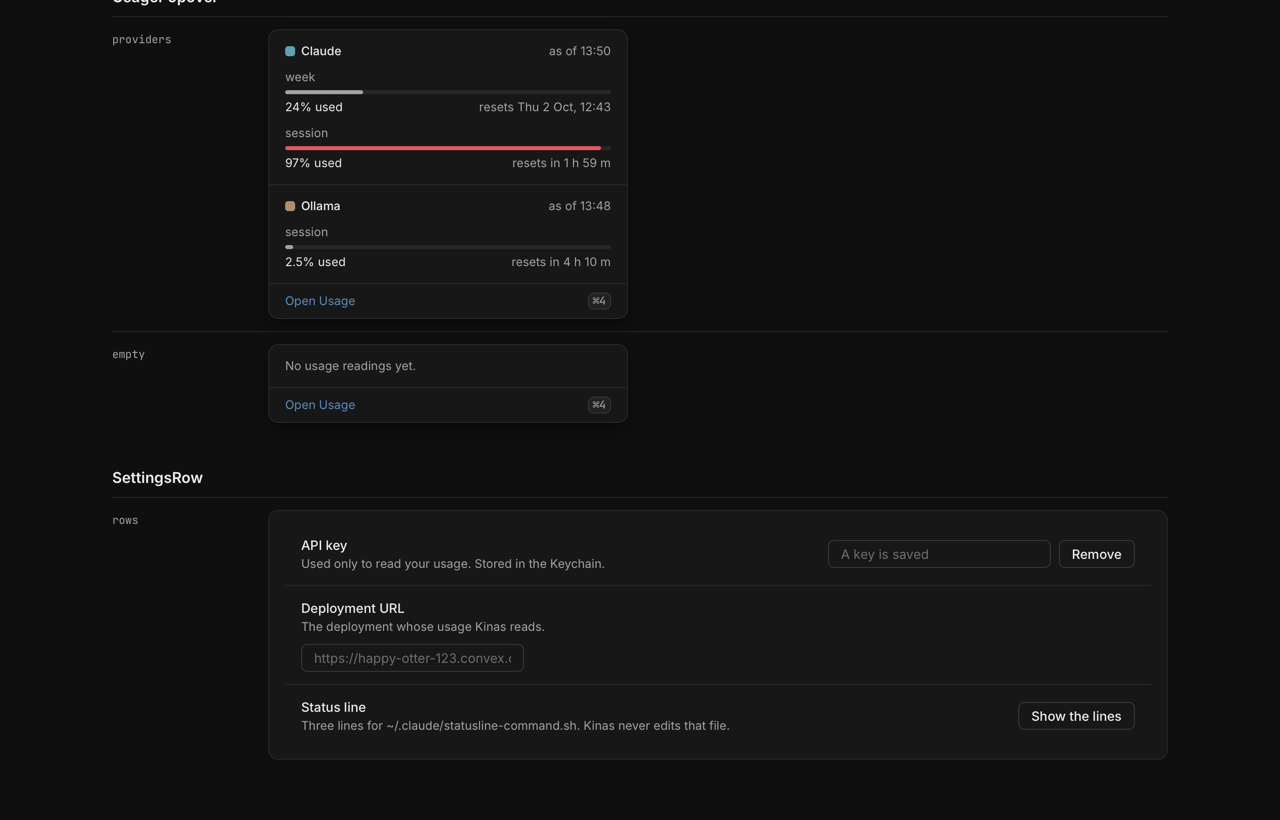 UsagePopover
providers
Claude
as of 13:50
week
24% used
resets Thu 2 Oct, 12:43
session
97% used
resets in 1 h 59 m
Ollama
as of 13:48
session
2.5% used
resets in 4 h 10 m
Open Usage
⌘4
empty
No usage readings yet.
Open Usage
⌘4
SettingsRow
rows
API key
Used only to read your usage. Stored in the Keychain.
A key is saved
Remove
Deployment URL
The deployment whose usage Kinas reads.
https://happy-otter-123.convex.c
Status line
Three lines for ~/.claude/statusline-command.sh. Kinas never edits that file.
Show the lines